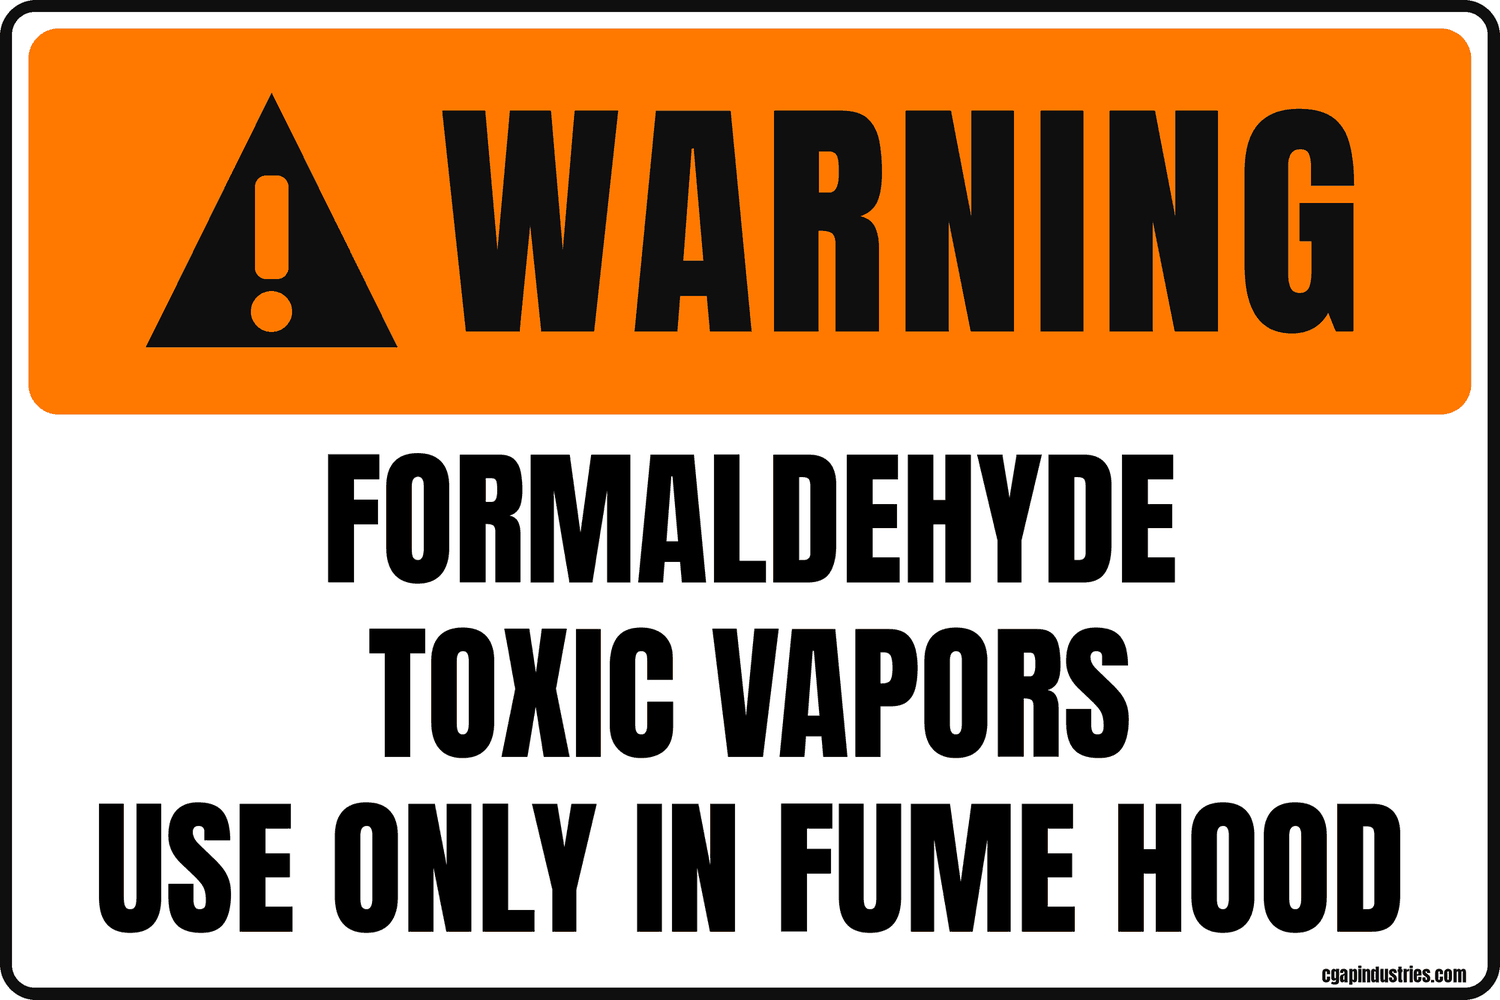 WARNING
FORMALDEHYDE
TOXIC VAPORS
USE ONLY IN FUME HOOD
cgapindustries.com